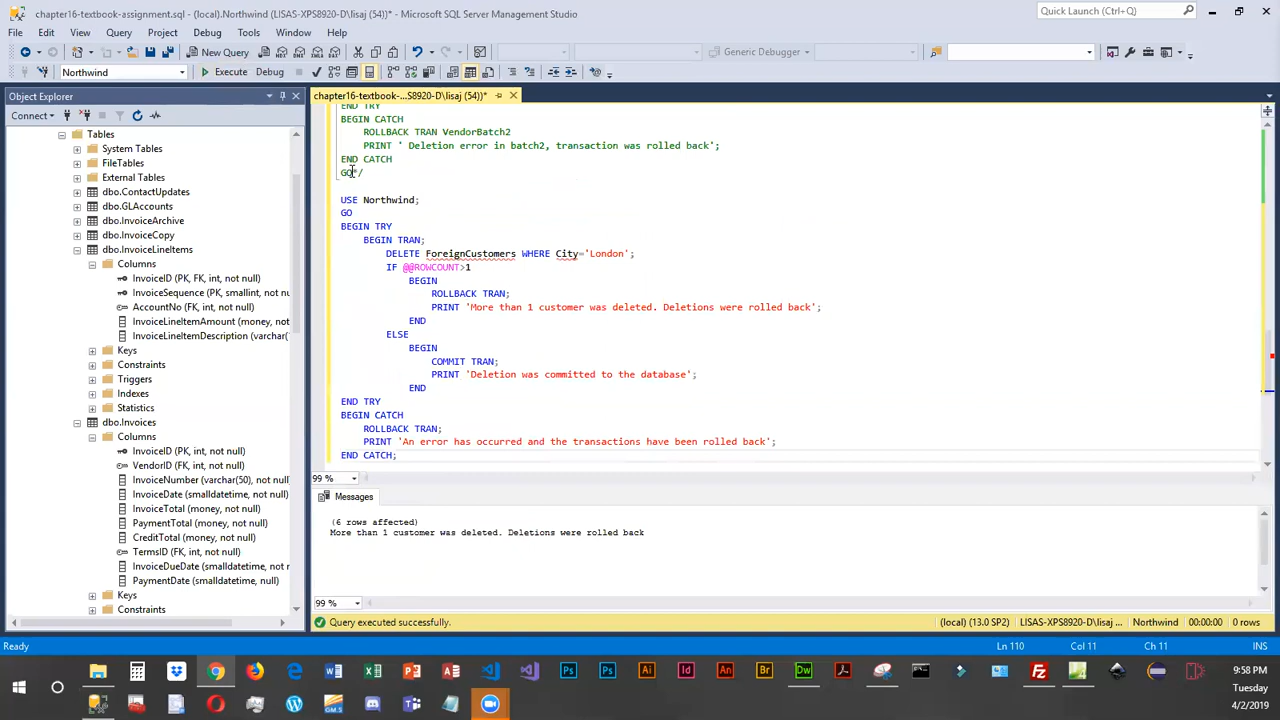 chapter16-textbook-assignment.sql - (local).Northwind (LISAS-XPS8920-D\lisaj (54))* - Microsoft SQL Server Management Studio
Quick Launch (Ctrl+Q)
File Edit View Query Project Debug Tools Window Help
New Query
Generic Debugger
Northwind
Execute Debug
Object Explorer
Connect
Tables
System Tables
FileTables
External Tables
dbo.ContactUpdates
dbo.GLAccounts
dbo.InvoiceArchive
dbo.InvoiceCopy
dbo.InvoiceLineItems
Columns
InvoiceID (PK, FK, int, not null)
InvoiceSequence (PK, smallint, not nu
AccountNo (FK, int, not null)
InvoiceLineItemAmount (money, not
InvoiceLineItemDescription (varchar(
Keys
Constraints
Triggers
Indexes
Statistics
dbo.Invoices
Columns
InvoiceID (PK, int, not null)
VendorID (FK, int, not null)
InvoiceNumber (varchar(50), not null)
InvoiceDate (smalldatetime, not null)
InvoiceTotal (money, not null)
PaymentTotal (money, not null)
CreditTotal (money, not null)
TermsID (FK, int, not null)
InvoiceDueDate (smalldatetime, not n
PaymentDate (smalldatetime, null)
Keys
Constraints
chapter16-textbook-...S8920-D\lisaj (54))*
END TRY
BEGIN CATCH
ROLLBACK TRAN VendorBatch2
PRINT ' Deletion error in batch2, transaction was rolled back';
END CATCH
GO*/
USE Northwind;
GO
BEGIN TRY
BEGIN TRAN;
DELETE ForeignCustomers WHERE City='London';
IF @@ROWCOUNT>1
BEGIN
ROLLBACK TRAN;
PRINT 'More than 1 customer was deleted. Deletions were rolled back';
END
ELSE
BEGIN
COMMIT TRAN;
PRINT 'Deletion was committed to the database';
END
END TRY
BEGIN CATCH
ROLLBACK TRAN;
PRINT 'An error has occurred and the transactions have been rolled back';
END CATCH;
99 %
Messages
(6 rows affected)
More than 1 customer was deleted. Deletions were rolled back
99 %
Query executed successfully.
(local) (13.0 SP2) LISAS-XPS8920-D\lisaj ... Northwind 00:00:00 0 rows
Ready
Ln 110 Col 11 Ch 11 INS
9:58 PM
Tuesday
4/2/2019